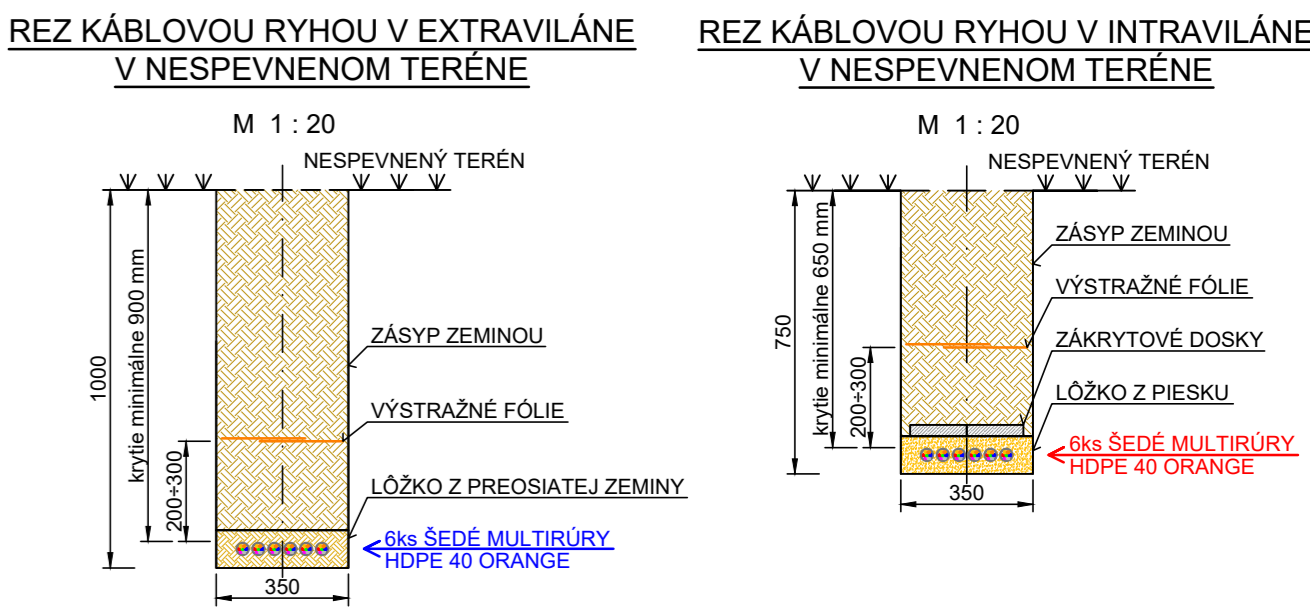 REZ KÁBLOVOU RYHOU V EXTRAVILÁNE
V NESPEVNENOM TERÉNE
M 1 : 20
NESPEVNENÝ TERÉN
1000
krytie minimálne 900 mm
200÷300
ZÁSYP ZEMINOU
VÝSTRAŽNÉ FÓLIE
LÔŽKO Z PREOSIATEJ ZEMINY
6ks ŠEDÉ MULTIRÚRY
HDPE 40 ORANGE
350
REZ KÁBLOVOU RYHOU V INTRAVILÁNE
V NESPEVNENOM TERÉNE
M 1 : 20
NESPEVNENÝ TERÉN
750
krytie minimálne 650 mm
200÷300
ZÁSYP ZEMINOU
VÝSTRAŽNÉ FÓLIE
ZÁKRYTOVÉ DOSKY
LÔŽKO Z PIESKU
6ks ŠEDÉ MULTIRÚRY
HDPE 40 ORANGE
350